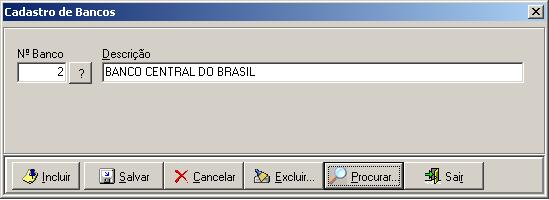 Cadastro de Bancos
Nº Banco Descrição
2 ? BANCO CENTRAL DO BRASIL
Incluir Salvar Cancelar Excluir... Procurar... Sair